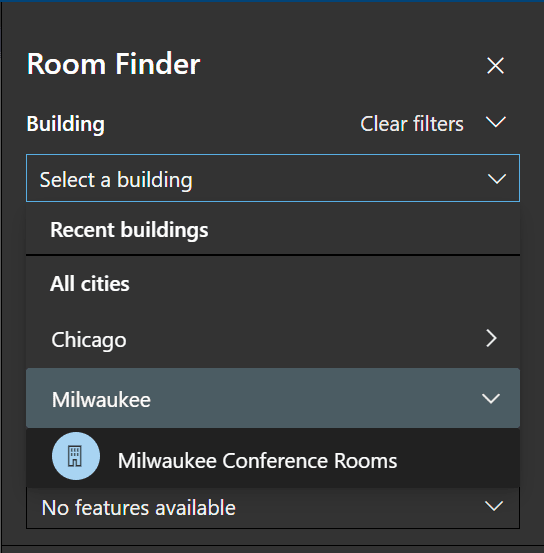 Room Finder
Building Clear filters
Select a building
Recent buildings
All cities
Chicago
Milwaukee
Milwaukee Conference Rooms
No features available